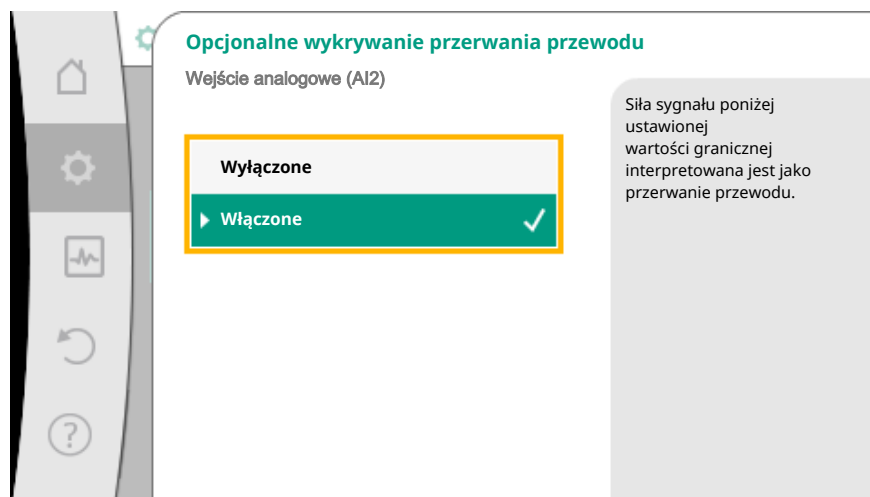 Opcjonalne wykrywanie przerwania przewodu
Wejście analogowe (AI2)
Wyłączone
Włączone
Siła sygnału poniżej
ustawionej
wartości granicznej
interpretowana jest jako
przerwanie przewodu.
?